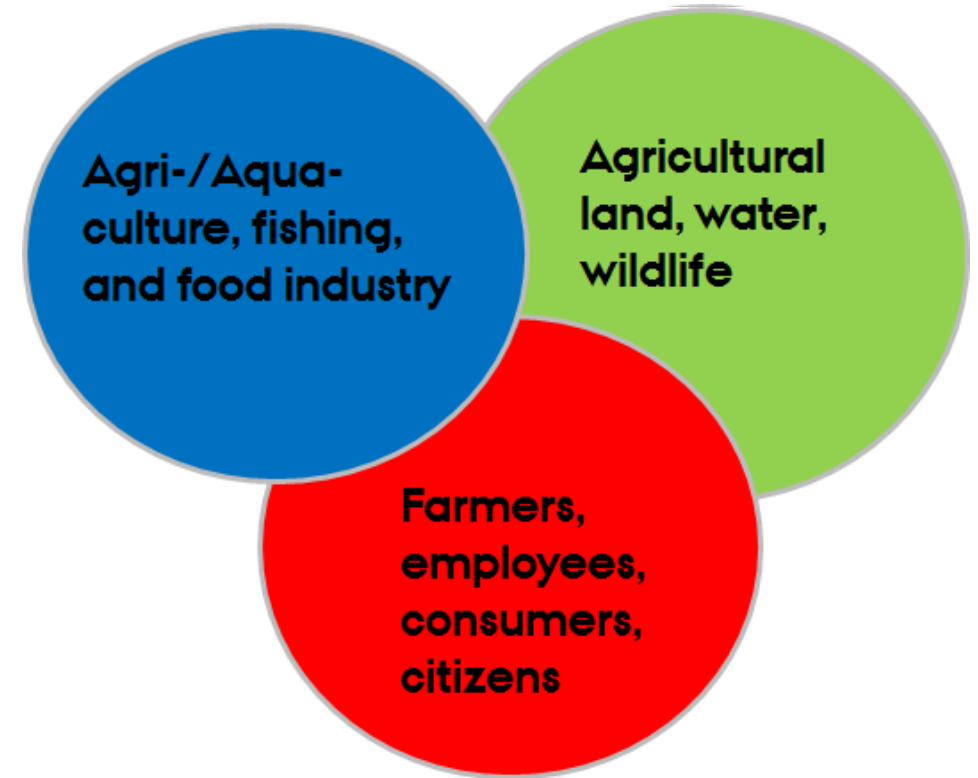 Agri-/Aqua-
culture, fishing,
and food industry
Agricultural
land, water,
wildlife
Farmers,
employees,
consumers,
citizens